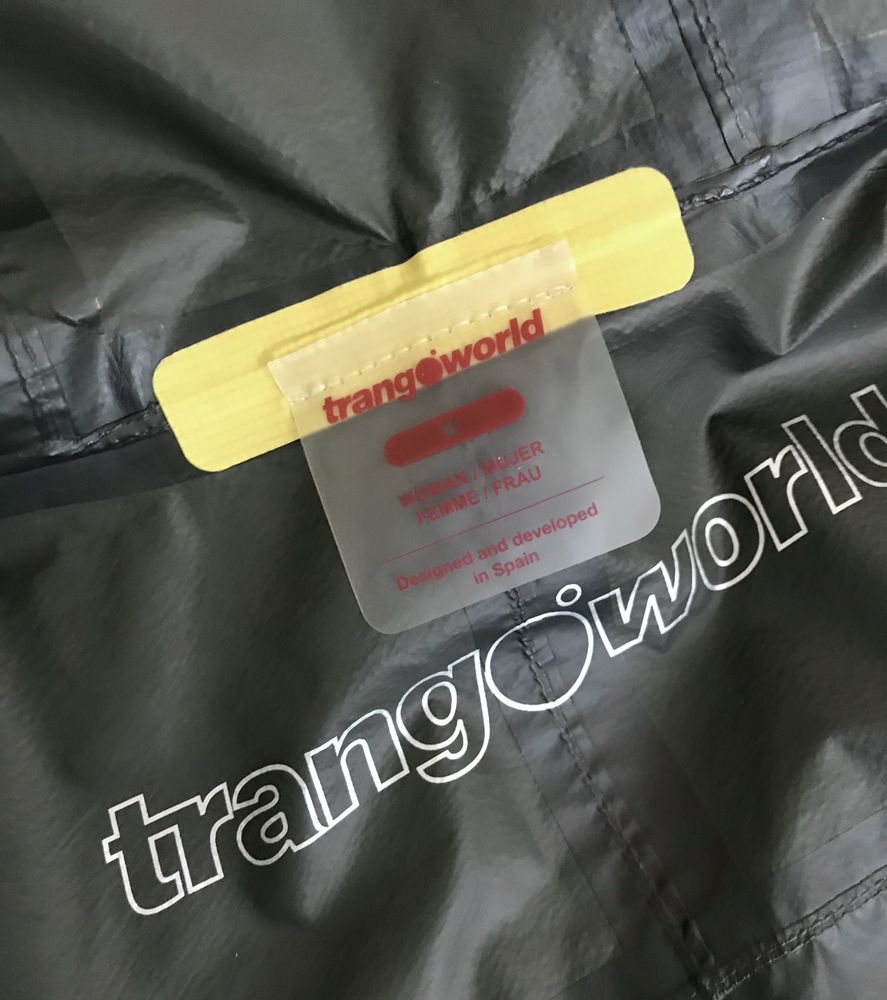 trangoworld
M
WOMAN / MUJER
FEMME / FRAU
Designed and developed
in Spain
trangoworld